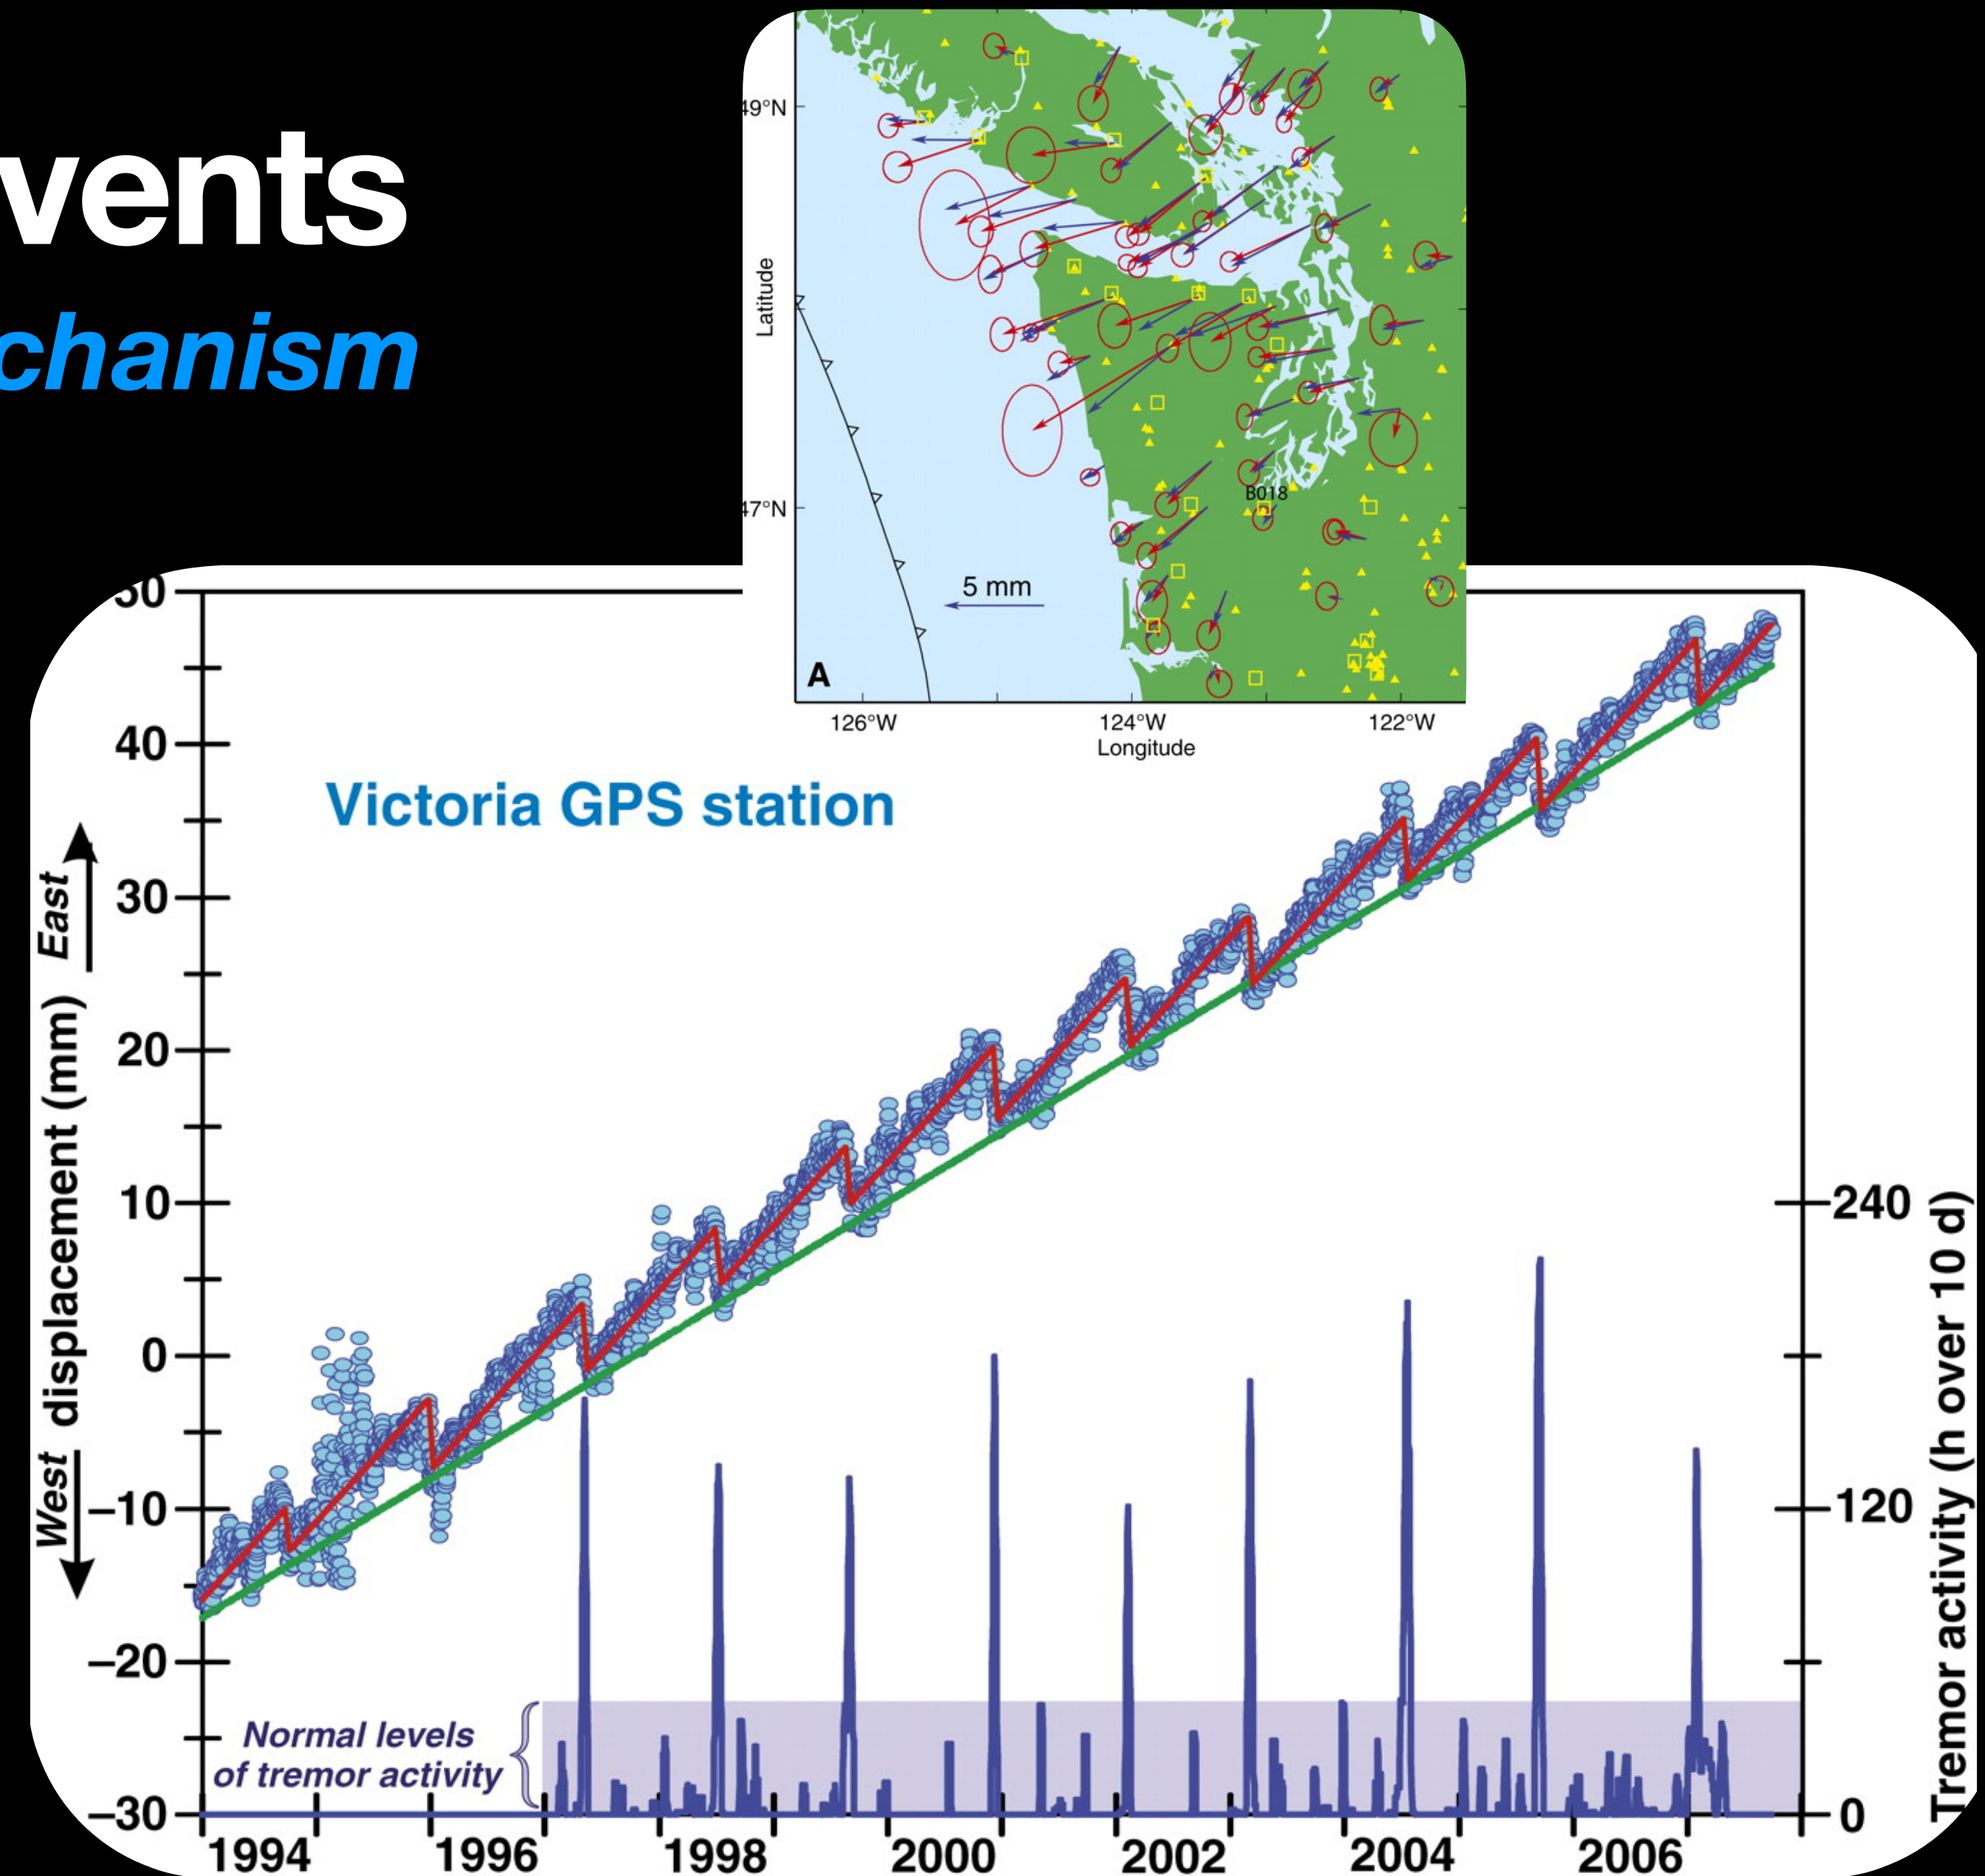 vents
chanism
49°N
47°N
Latitude
B018
5 mm
A
126°W
124°W
122°W
Longitude
Victoria GPS station
50
40
30
20
10
0
−10
−20
−30
West displacement (mm) East
240
120
0
Tremor activity (h over 10 d)
Normal levels
of tremor activity
1994
1996
1998
2000
2002
2004
2006